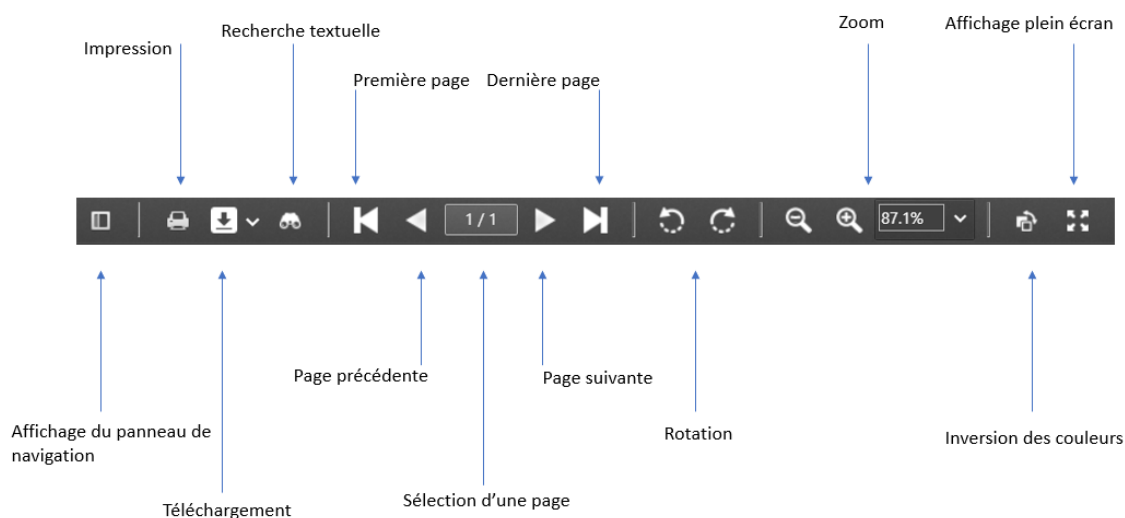 Zoom
Affichage plein écran
Recherche textuelle
Impression
Première page
Dernière page
1 / 1
87.1%
Page précédente
Page suivante
Affichage du panneau de
navigation
Rotation
Inversion des couleurs
Sélection d’une page
Téléchargement